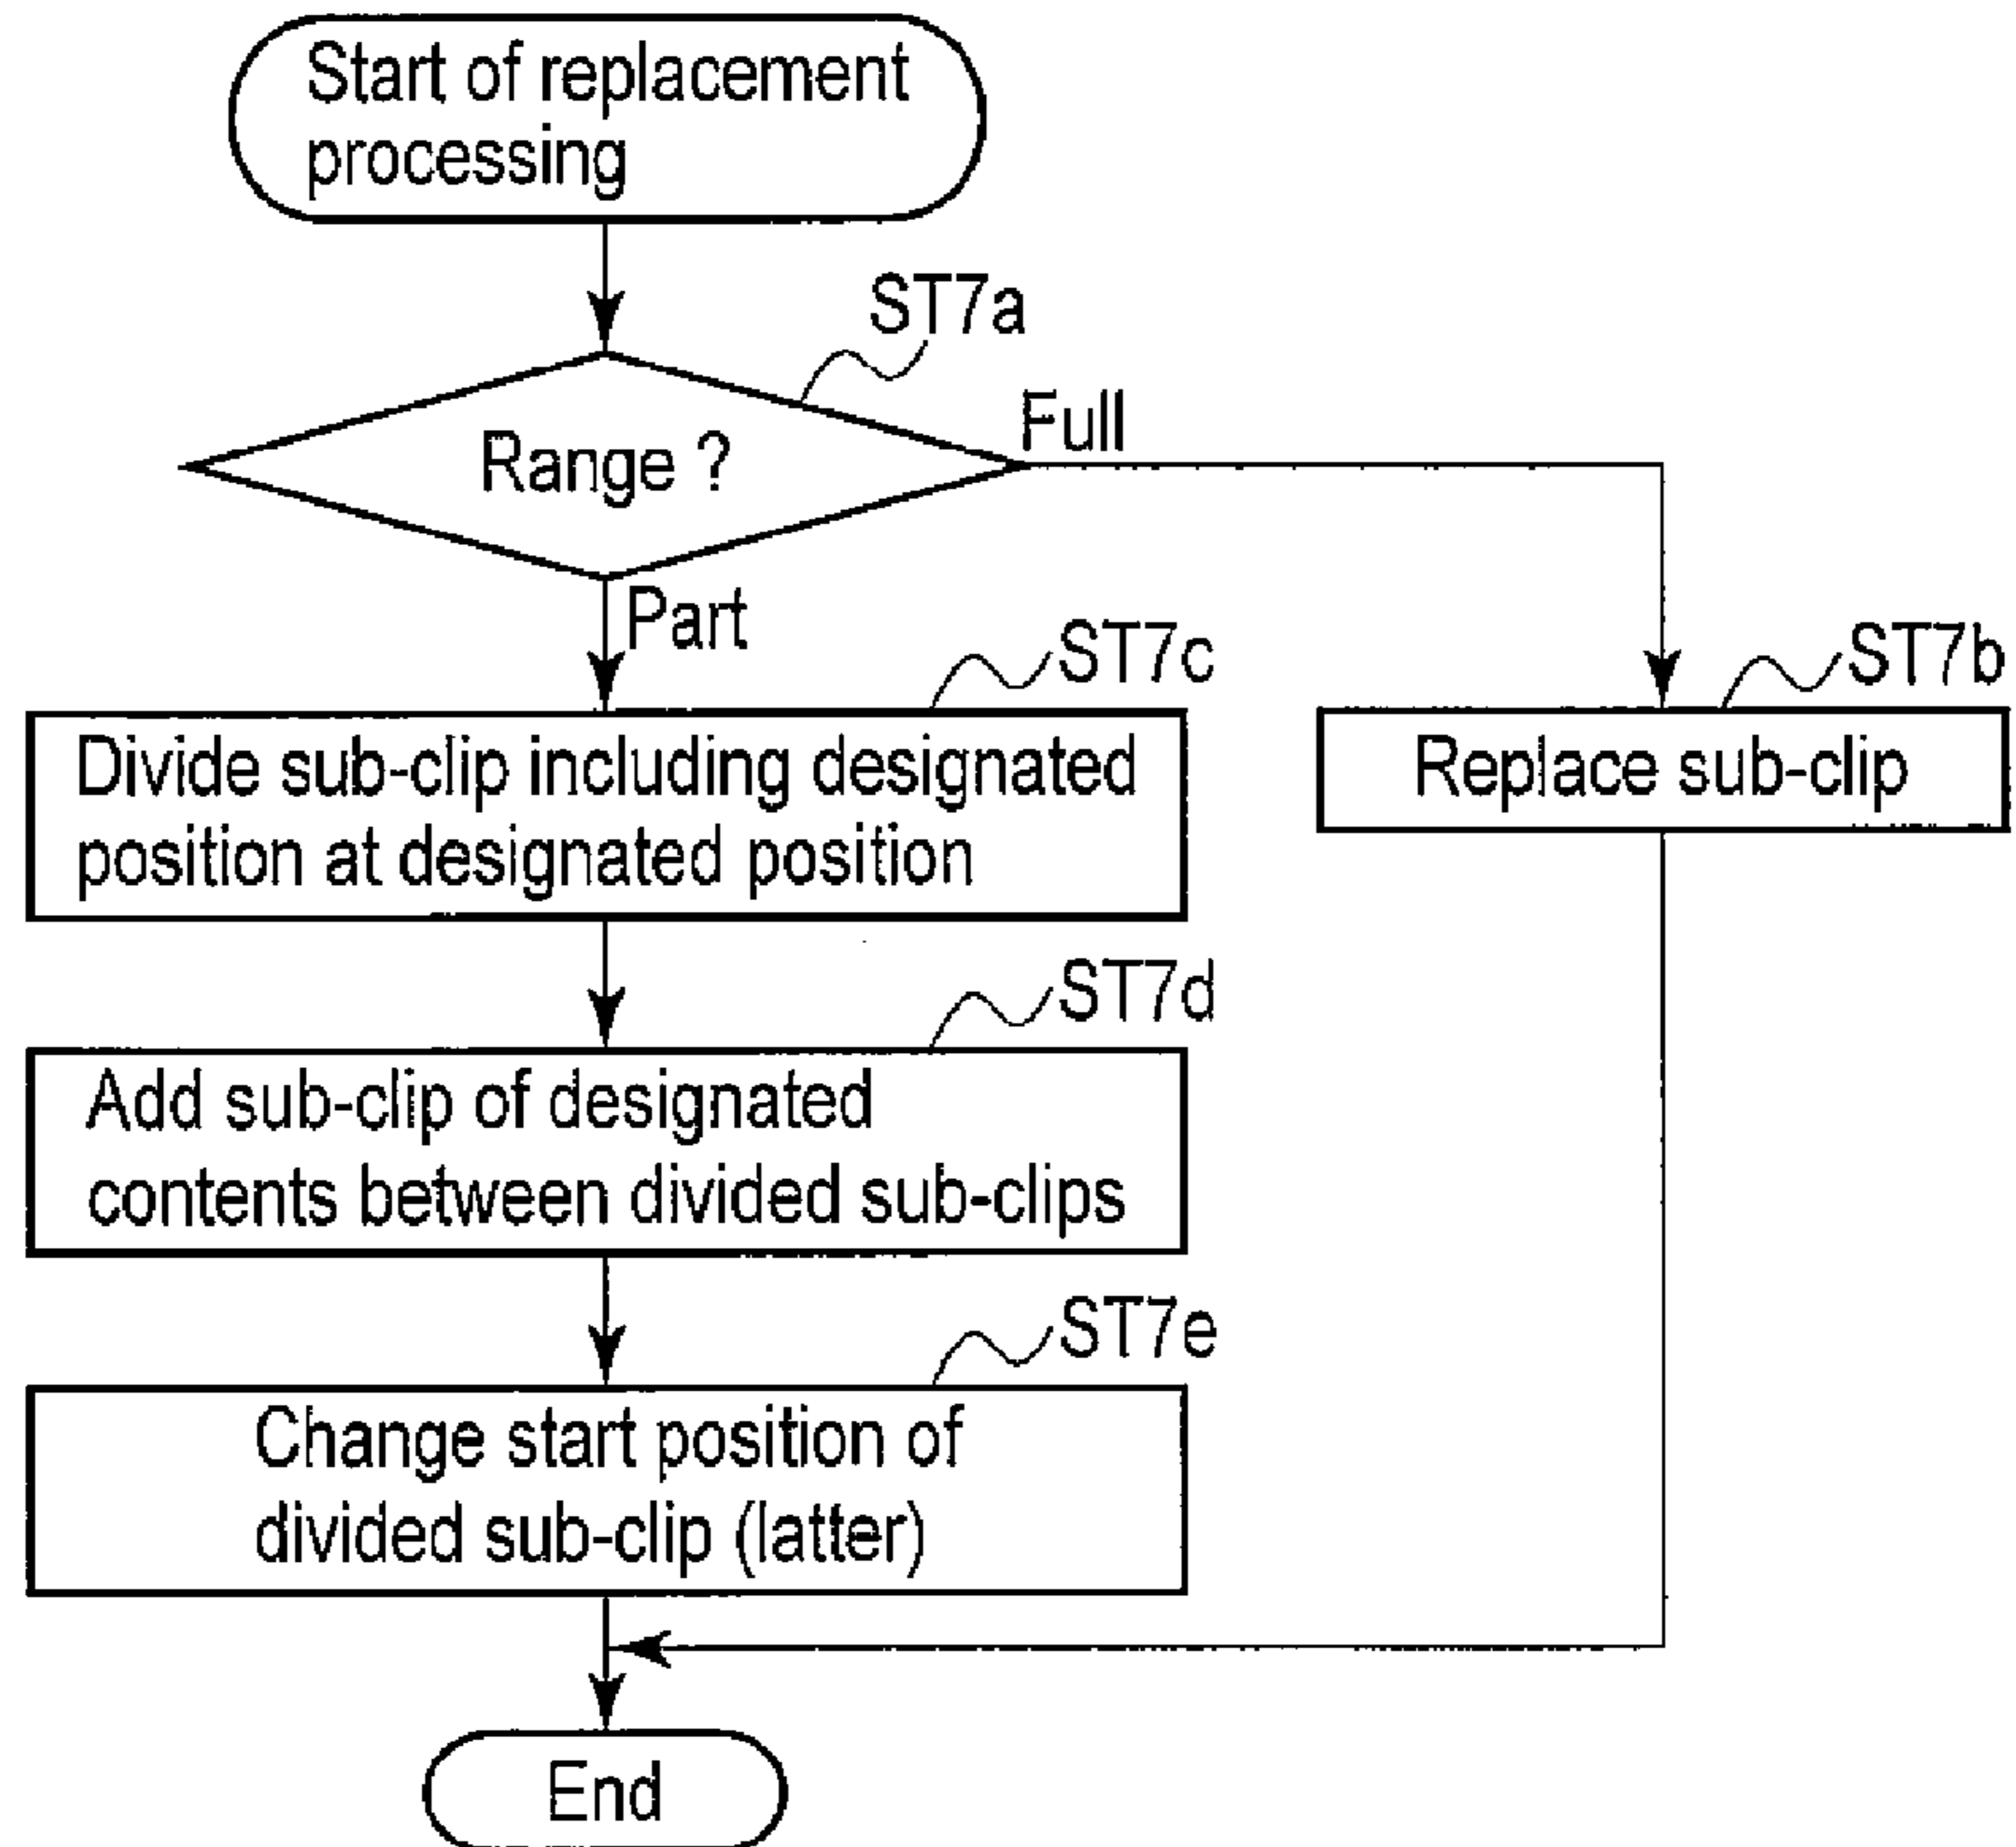 Start of replacement
processing
ST7a
Range ?
Full
Part
ST7c
ST7b
Divide sub-clip including designated
position at designated position
Replace sub-clip
ST7d
Add sub-clip of designated
contents between divided sub-clips
ST7e
Change start position of
divided sub-clip (latter)
End